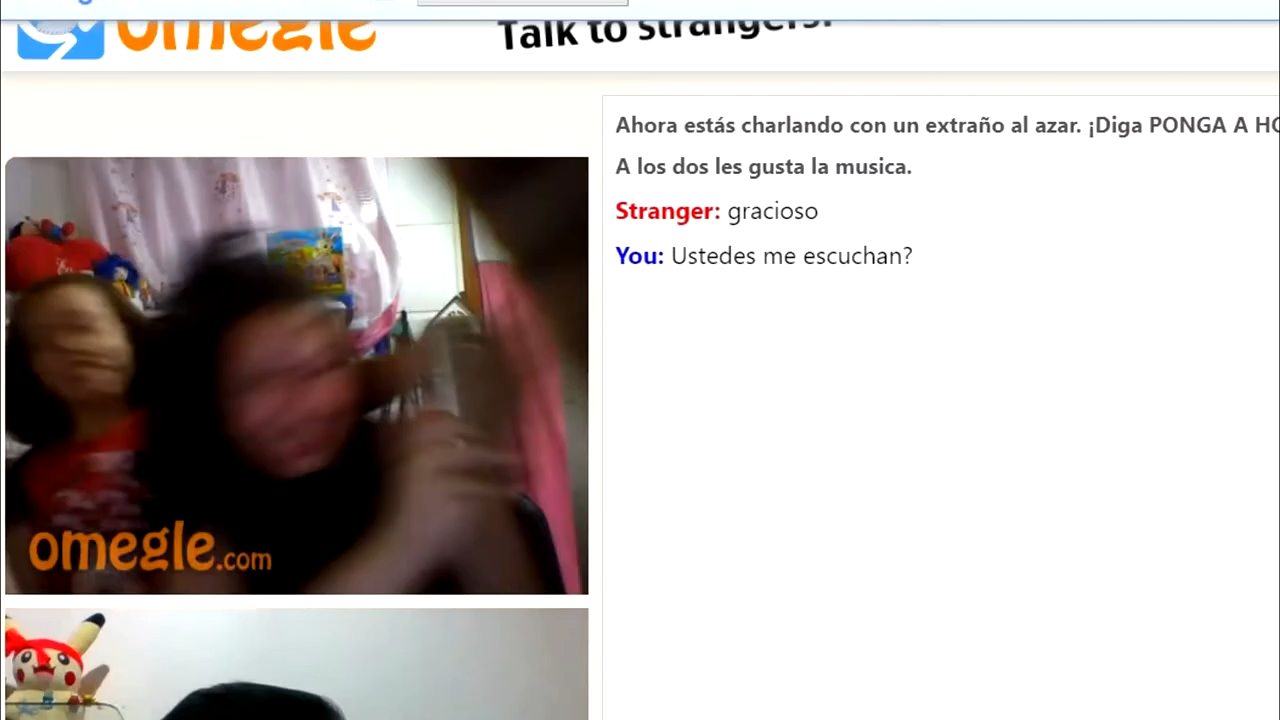 omegle
Talk to strangers!
Ahora estás charlando con un extraño al azar. ¡Diga PONGA A HO
A los dos les gusta la musica.
Stranger: gracioso
You: Ustedes me escuchan?
omegle.com